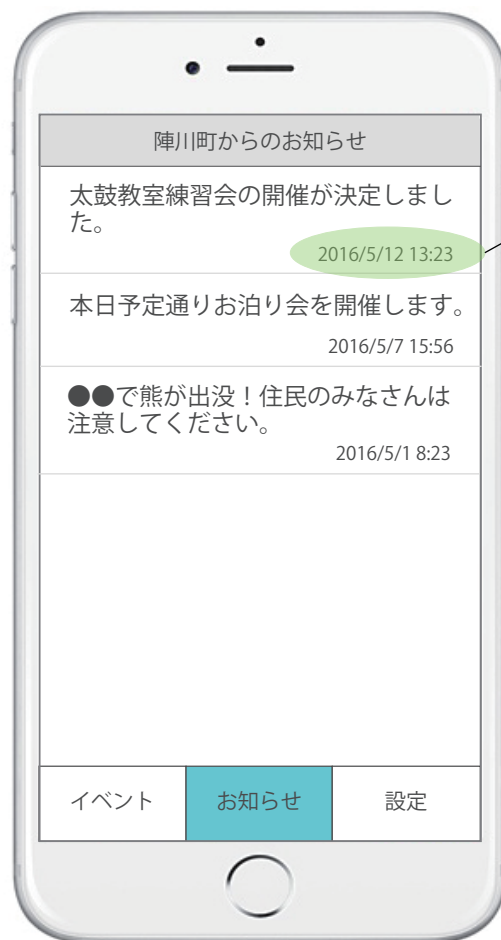 陣川町からのお知らせ
太鼓教室練習会の開催が決定しまし
た。
2016/5/12 13:23
本日予定通りお泊り会を開催します。
2016/5/7 15:56
●●で熊が出没！住民のみなさんは
注意してください。
2016/5/1 8:23
イベント
お知らせ
設定